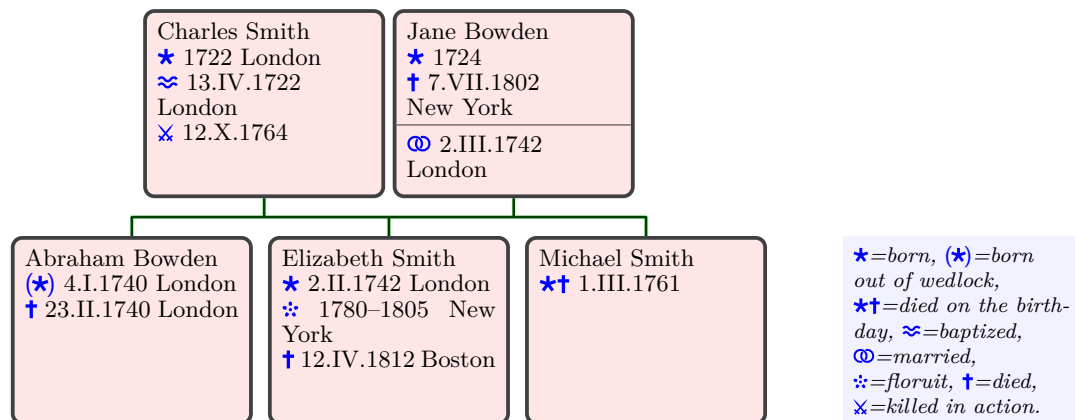 Charles Smith
* 1722 London
≈ 13.IV.1722
London
⚔ 12.X.1764
Jane Bowden
* 1724
† 7.VII.1802
New York
⚭ 2.III.1742
London
Abraham Bowden
(*) 4.I.1740 London
† 23.II.1740 London
Elizabeth Smith
* 2.II.1742 London
჻ 1780–1805 New
York
† 12.IV.1812 Boston
Michael Smith
*† 1.III.1761
*=born, (*)=born
out of wedlock,
*†=died on the birth-
day, ≈=baptized,
⚭=married,
჻=floruit, †=died,
⚔=killed in action.